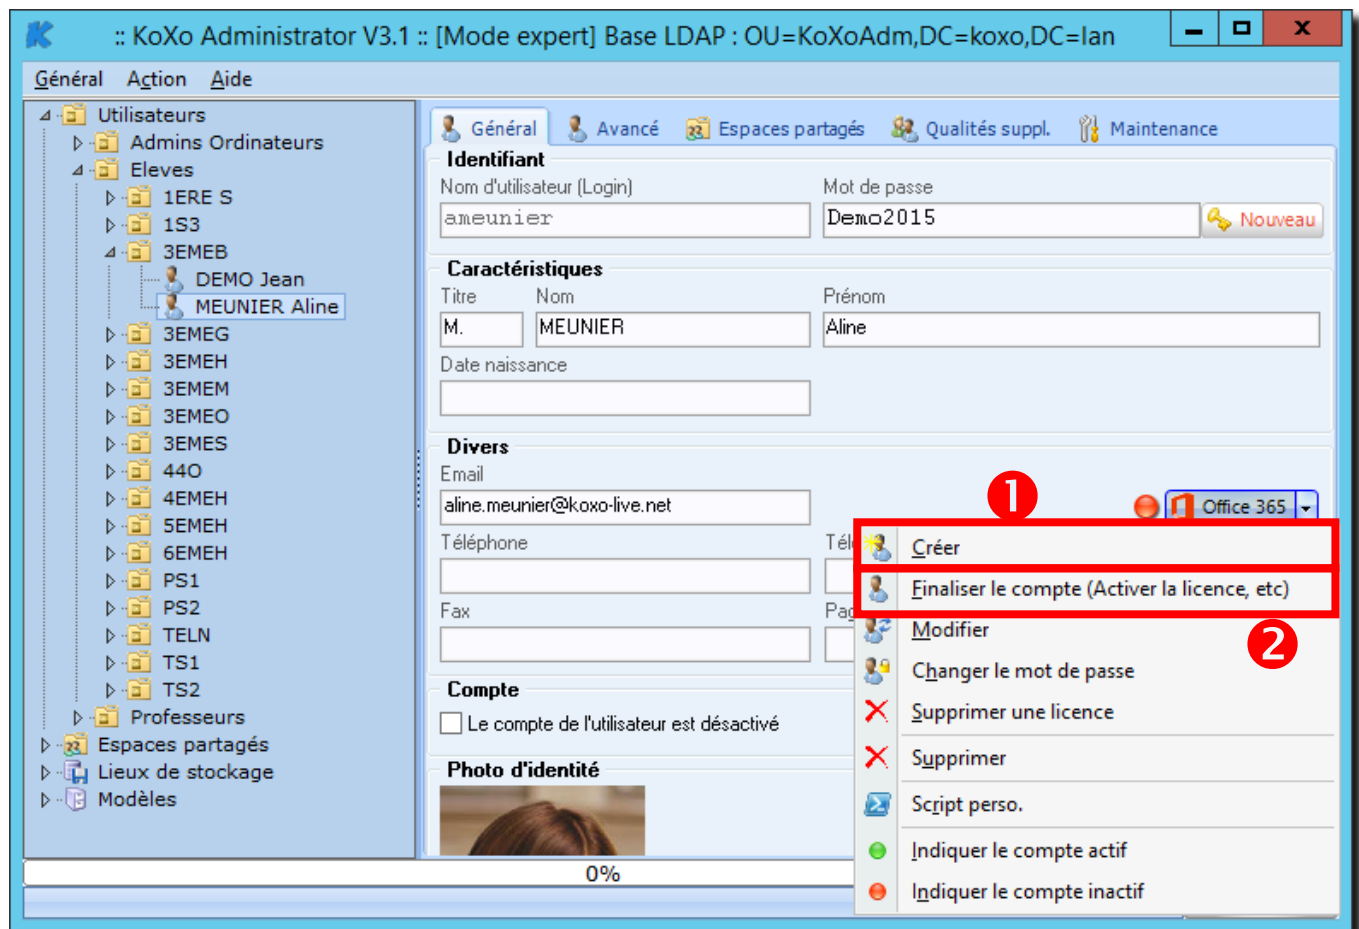 :: KoXo Administrator V3.1 :: [Mode expert] Base LDAP : OU=KoXoAdm,DC=koxo,DC=lan
Général Action Aide
Utilisateurs
Admins Ordinateurs
Eleves
1ERE S
1S3
3EMEB
DEMO Jean
MEUNIER Aline
3EMEG
3EMEH
3EMEM
3EMEO
3EMES
44O
4EMEH
5EMEH
6EMEH
PS1
PS2
TELN
TS1
TS2
Professeurs
Espaces partagés
Lieux de stockage
Modèles
Général Avancé Espaces partagés Qualités suppl. Maintenance
Identifiant
Nom d'utilisateur (Login) Mot de passe
ameunier Demo2015 Nouveau
Caractéristiques
Titre Nom Prénom
M. MEUNIER Aline
Date naissance
Divers
Email
aline.meunier@koxo-live.net Office 365
Téléphone
Fax
Compte
Le compte de l'utilisateur est désactivé
Photo d'identité
1
Créer
Finaliser le compte (Activer la licence, etc)
2
Modifier
Changer le mot de passe
Supprimer une licence
Supprimer
Script perso.
Indiquer le compte actif
Indiquer le compte inactif
0%